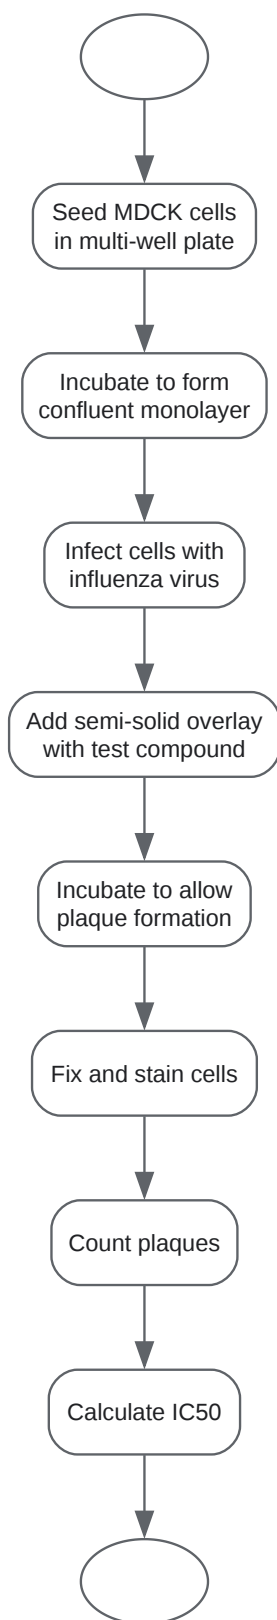 Seed MDCK cells
in multi-well plate
Incubate to form
confluent monolayer
Infect cells with
influenza virus
Add semi-solid overlay
with test compound
Incubate to allow
plaque formation
Fix and stain cells
Count plaques
Calculate IC50